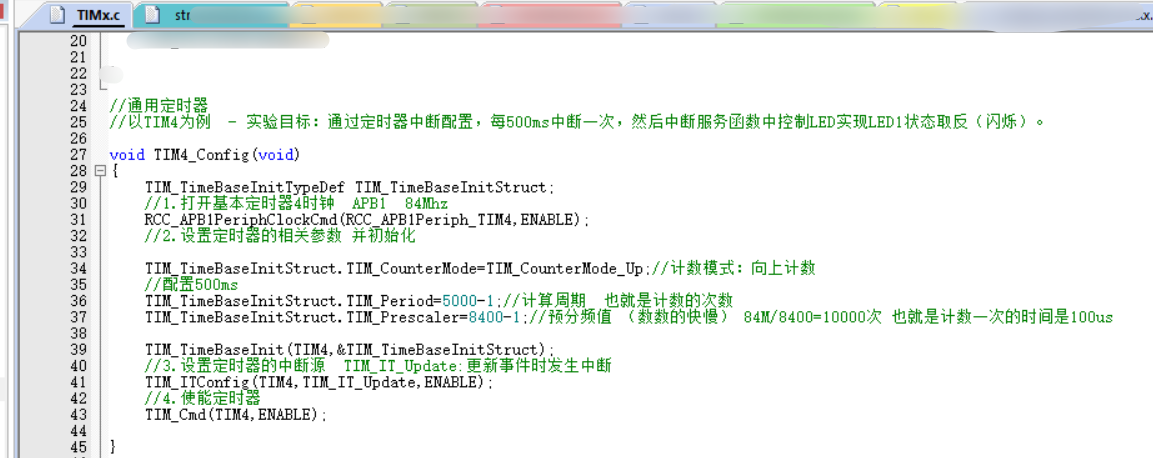 TIMx.c
str
20
21
22
23
24 //通用定时器
25 //以TIM4为例 - 实验目标：通过定时器中断配置，每500ms中断一次，然后中断服务函数中控制LED实现LED1状态取反（闪烁）。
26
27 void TIM4_Config(void)
28 {
29 TIM_TimeBaseInitTypeDef TIM_TimeBaseInitStruct;
30 //1.打开基本定时器4时钟 APB1 84Mhz
31 RCC_APB1PeriphClockCmd(RCC_APB1Periph_TIM4,ENABLE);
32 //2.设置定时器的相关参数 并初始化
33
34 TIM_TimeBaseInitStruct.TIM_CounterMode=TIM_CounterMode_Up;//计数模式：向上计数
35 //配置500ms
36 TIM_TimeBaseInitStruct.TIM_Period=5000-1;//计算周期 也就是计数的次数
37 TIM_TimeBaseInitStruct.TIM_Prescaler=8400-1;//预分频值 （数数的快慢） 84M/8400=10000次 也就是计数一次的时间是100us
38
39 TIM_TimeBaseInit(TIM4,&TIM_TimeBaseInitStruct);
40 //3.设置定时器的中断源 TIM_IT_Update:更新事件时发生中断
41 TIM_ITConfig(TIM4,TIM_IT_Update,ENABLE);
42 //4.使能定时器
43 TIM_Cmd(TIM4,ENABLE);
44
45 }